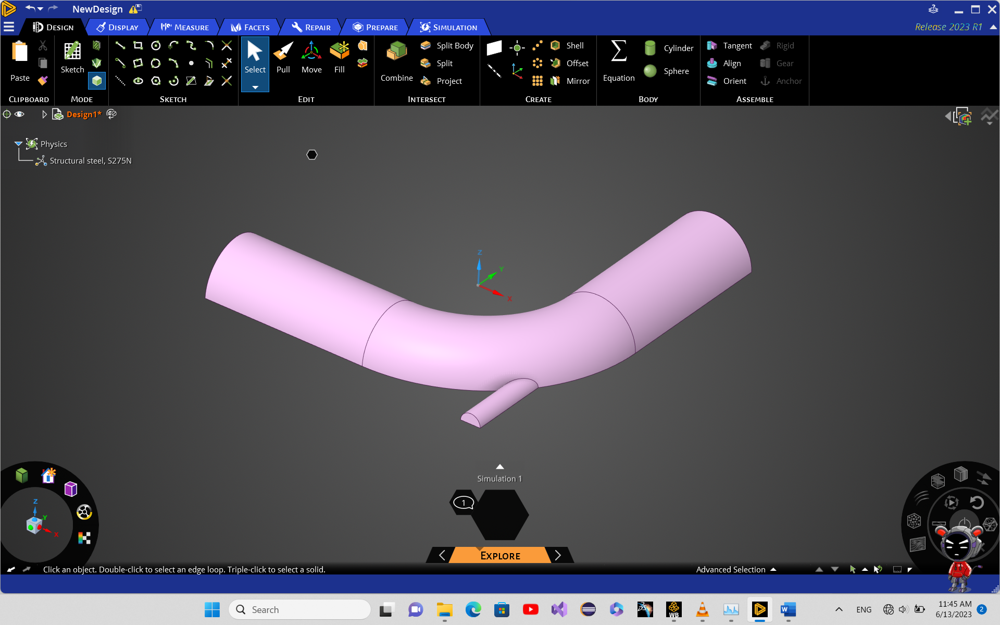 NewDesign
DESIGN DISPLAY MEASURE FACETS REPAIR PREPARE SIMULATION
Release 2023 R1
Paste
CLIPBOARD
Sketch
MODE
SKETCH
Select
Pull
Move
Fill
EDIT
Combine
Split Body
Split
Project
INTERSECT
Shell
Offset
Mirror
CREATE
Equation
Cylinder
Sphere
BODY
Tangent
Align
Orient
Rigid
Gear
Anchor
ASSEMBLE
Design1*
Physics
Structural steel, S275N
Z
Y
X
Simulation 1
1
EXPLORE
Z
Y
X
Click an object. Double-click to select an edge loop. Triple-click to select a solid.
Advanced Selection
Search
WB
W
ENG
11:45 AM
6/13/2023
2